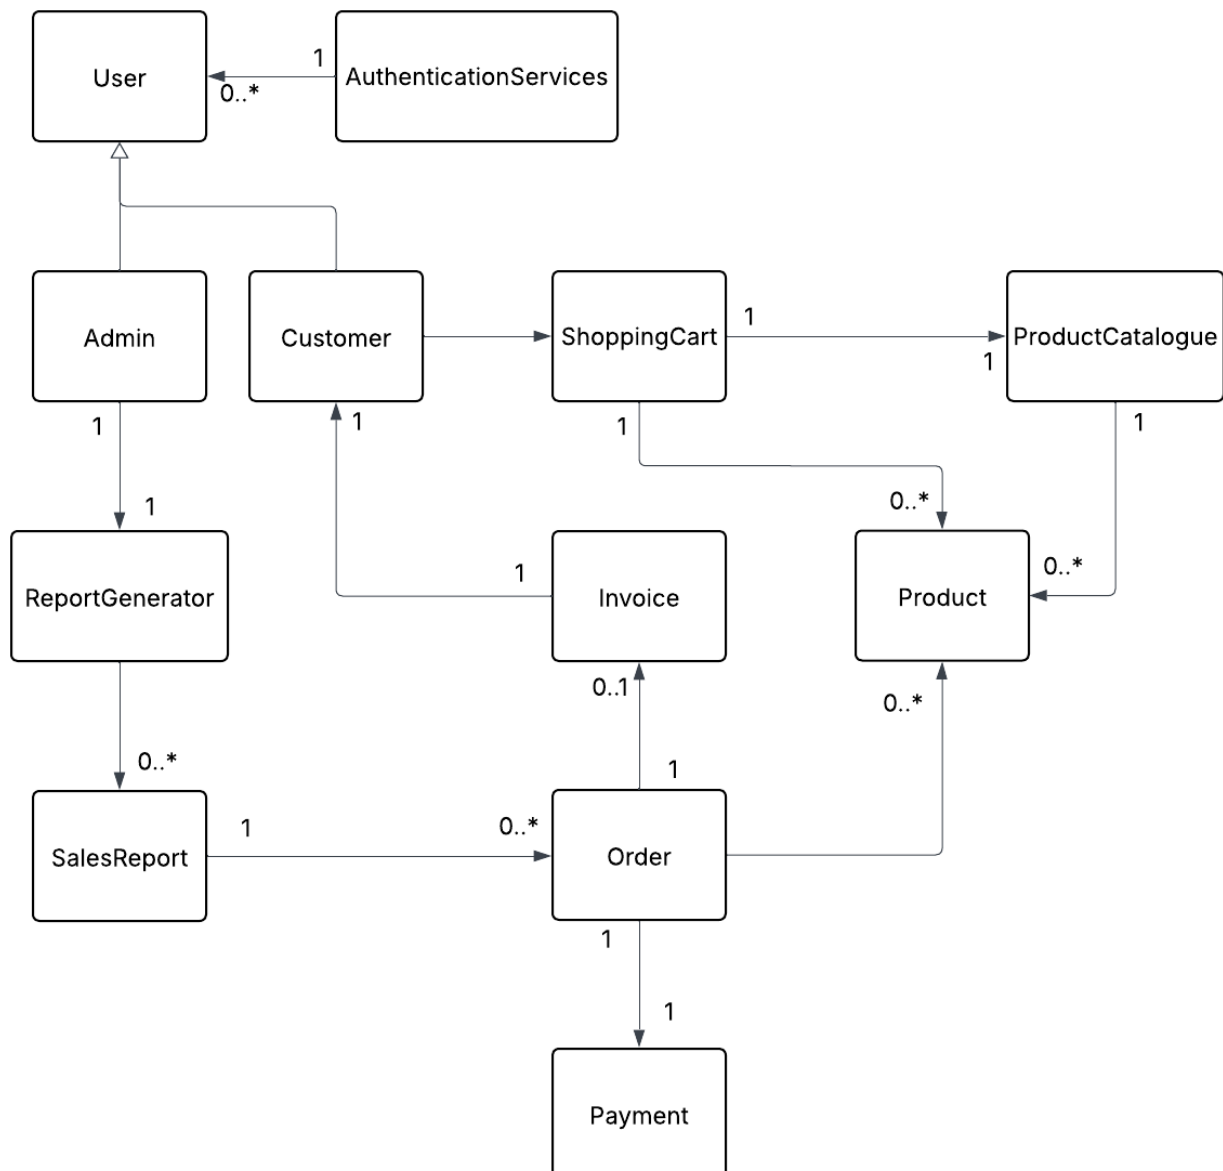 1
User
AuthenticationServices
0..*
Admin
Customer
ShoppingCart
1
ProductCatalogue
1
1
1
1
1
0..*
1
0..*
1
ReportGenerator
Invoice
Product
0..1
0..*
0..*
1
1
0..*
SalesReport
Order
1
1
Payment